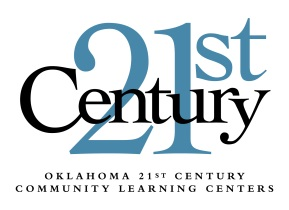 21st
Century
OKLAHOMA 21ST CENTURY
COMMUNITY LEARNING CENTERS